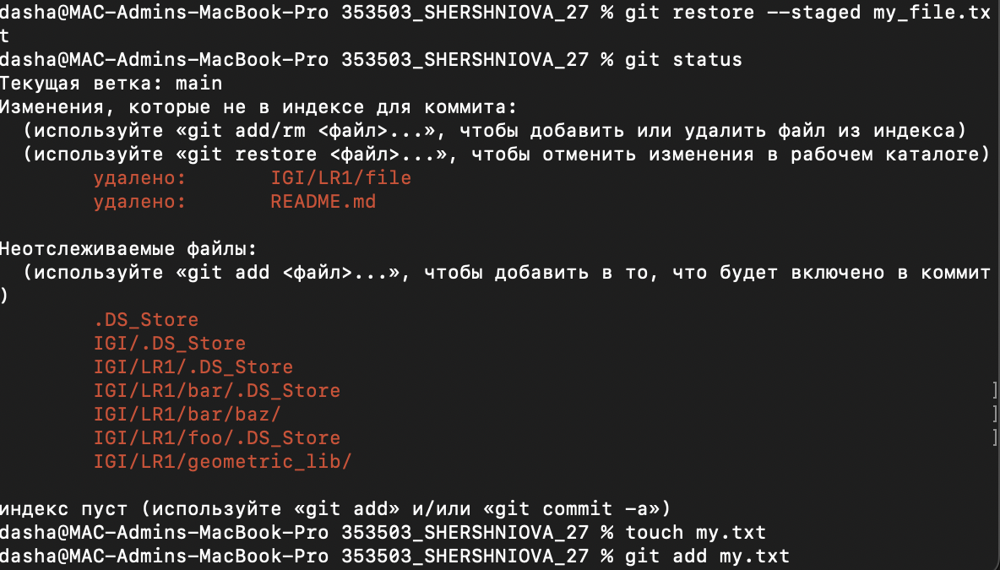 dasha@MAC-Admins-MacBook-Pro 353503_SHERSHNIOVA_27 % git restore --staged my_file.tx
t
dasha@MAC-Admins-MacBook-Pro 353503_SHERSHNIOVA_27 % git status
Текущая ветка: main
Изменения, которые не в индексе для коммита:
  (используйте «git add/rm <файл>...», чтобы добавить или удалить файл из индекса)
  (используйте «git restore <файл>...», чтобы отменить изменения в рабочем каталоге)
        удалено:       IGI/LR1/file
        удалено:       README.md

Неотслеживаемые файлы:
  (используйте «git add <файл>...», чтобы добавить в то, что будет включено в коммит
)
        .DS_Store
        IGI/.DS_Store
        IGI/LR1/.DS_Store
        IGI/LR1/bar/.DS_Store ]
        IGI/LR1/bar/baz/ ]
        IGI/LR1/foo/.DS_Store ]
        IGI/LR1/geometric_lib/

индекс пуст (используйте «git add» и/или «git commit -a»)
dasha@MAC-Admins-MacBook-Pro 353503_SHERSHNIOVA_27 % touch my.txt
dasha@MAC-Admins-MacBook-Pro 353503_SHERSHNIOVA_27 % git add my.txt